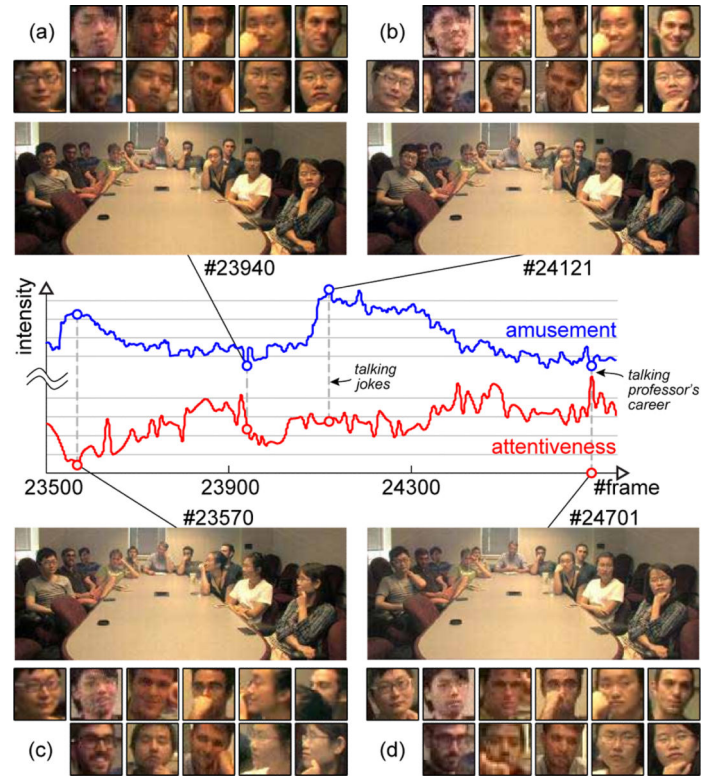 (a)
(b)
#23940
#24121
intensity
amusement
talking
jokes
talking
professor's
career
attentiveness
23500
23900
24300
#frame
#23570
#24701
(c)
(d)